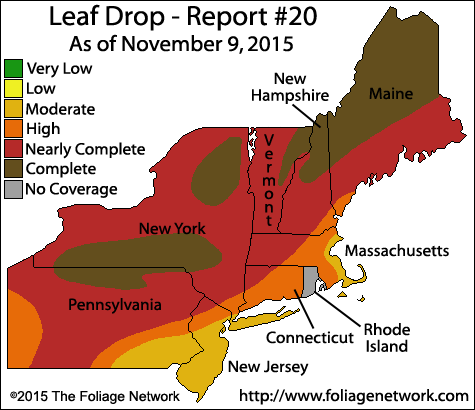 Leaf Drop - Report #20
As of November 9, 2015
Very Low
Low
Moderate
High
Nearly Complete
Complete
No Coverage
New
Hampshire
Maine
Vermont
New York
Massachusetts
Pennsylvania
Connecticut
Rhode
Island
New Jersey
©2015 The Foliage Network
http://www.foliagenetwork.com